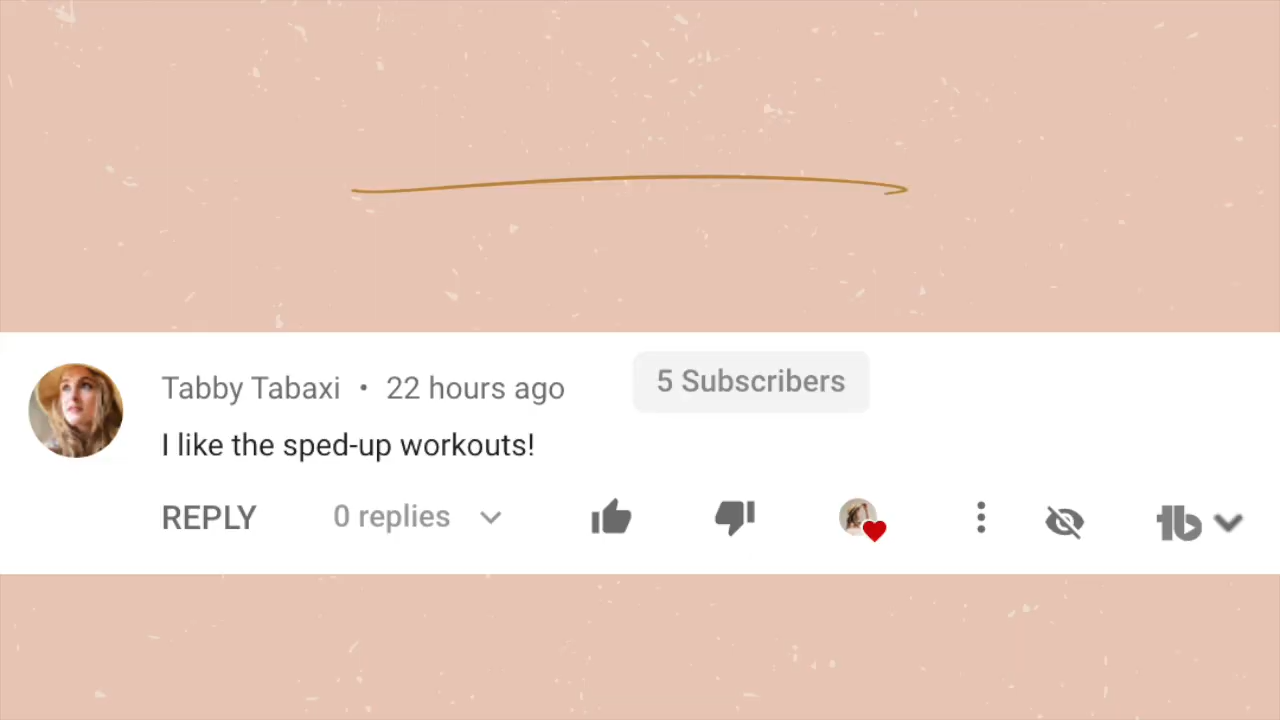 Tabby Tabaxi • 22 hours ago
5 Subscribers
I like the sped-up workouts!
REPLY
0 replies